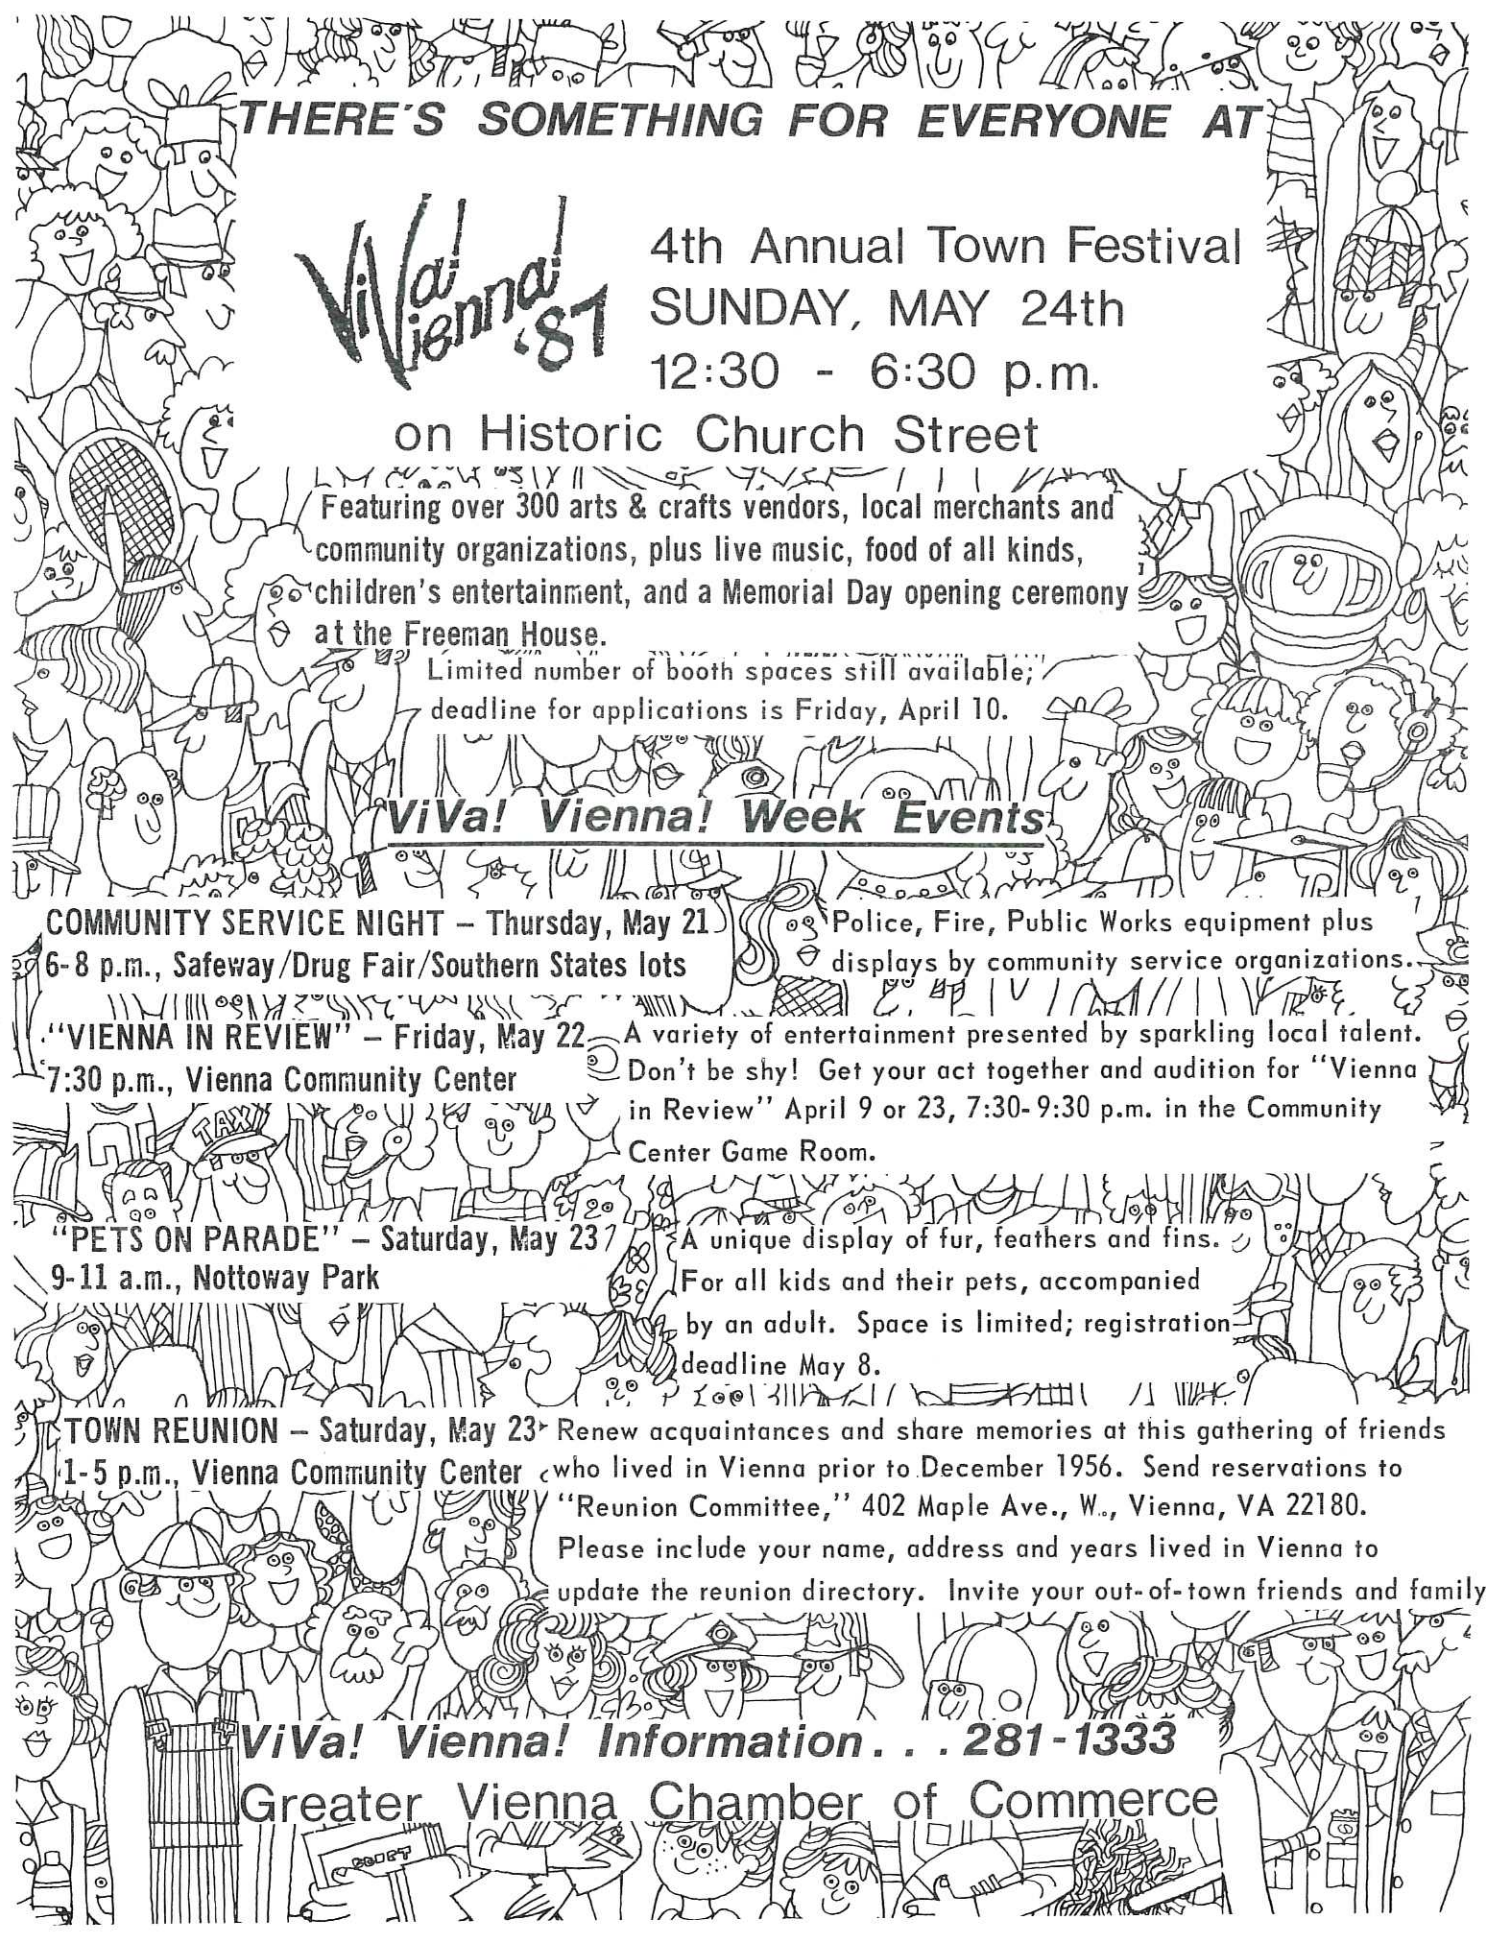 THERE'S SOMETHING FOR EVERYONE AT
ViVa!
Vienna!
'87
4th Annual Town Festival
SUNDAY, MAY 24th
12:30 - 6:30 p.m.
on Historic Church Street
Featuring over 300 arts & crafts vendors, local merchants and
community organizations, plus live music, food of all kinds,
children's entertainment, and a Memorial Day opening ceremony
at the Freeman House.
Limited number of booth spaces still available;
deadline for applications is Friday, April 10.
ViVa! Vienna! Week Events
COMMUNITY SERVICE NIGHT – Thursday, May 21
6-8 p.m., Safeway/Drug Fair/Southern States lots
Police, Fire, Public Works equipment plus
displays by community service organizations.
"VIENNA IN REVIEW" – Friday, May 22
7:30 p.m., Vienna Community Center
A variety of entertainment presented by sparkling local talent.
Don't be shy! Get your act together and audition for "Vienna
in Review" April 9 or 23, 7:30-9:30 p.m. in the Community
Center Game Room.
TAXI
"PETS ON PARADE" – Saturday, May 23
9-11 a.m., Nottoway Park
A unique display of fur, feathers and fins.
For all kids and their pets, accompanied
by an adult. Space is limited; registration
deadline May 8.
TOWN REUNION – Saturday, May 23
1-5 p.m., Vienna Community Center
Renew acquaintances and share memories at this gathering of friends
who lived in Vienna prior to December 1956. Send reservations to
"Reunion Committee," 402 Maple Ave., W., Vienna, VA 22180.
Please include your name, address and years lived in Vienna to
update the reunion directory. Invite your out-of-town friends and family
ViVa! Vienna! Information . . . 281-1333
Greater Vienna Chamber of Commerce